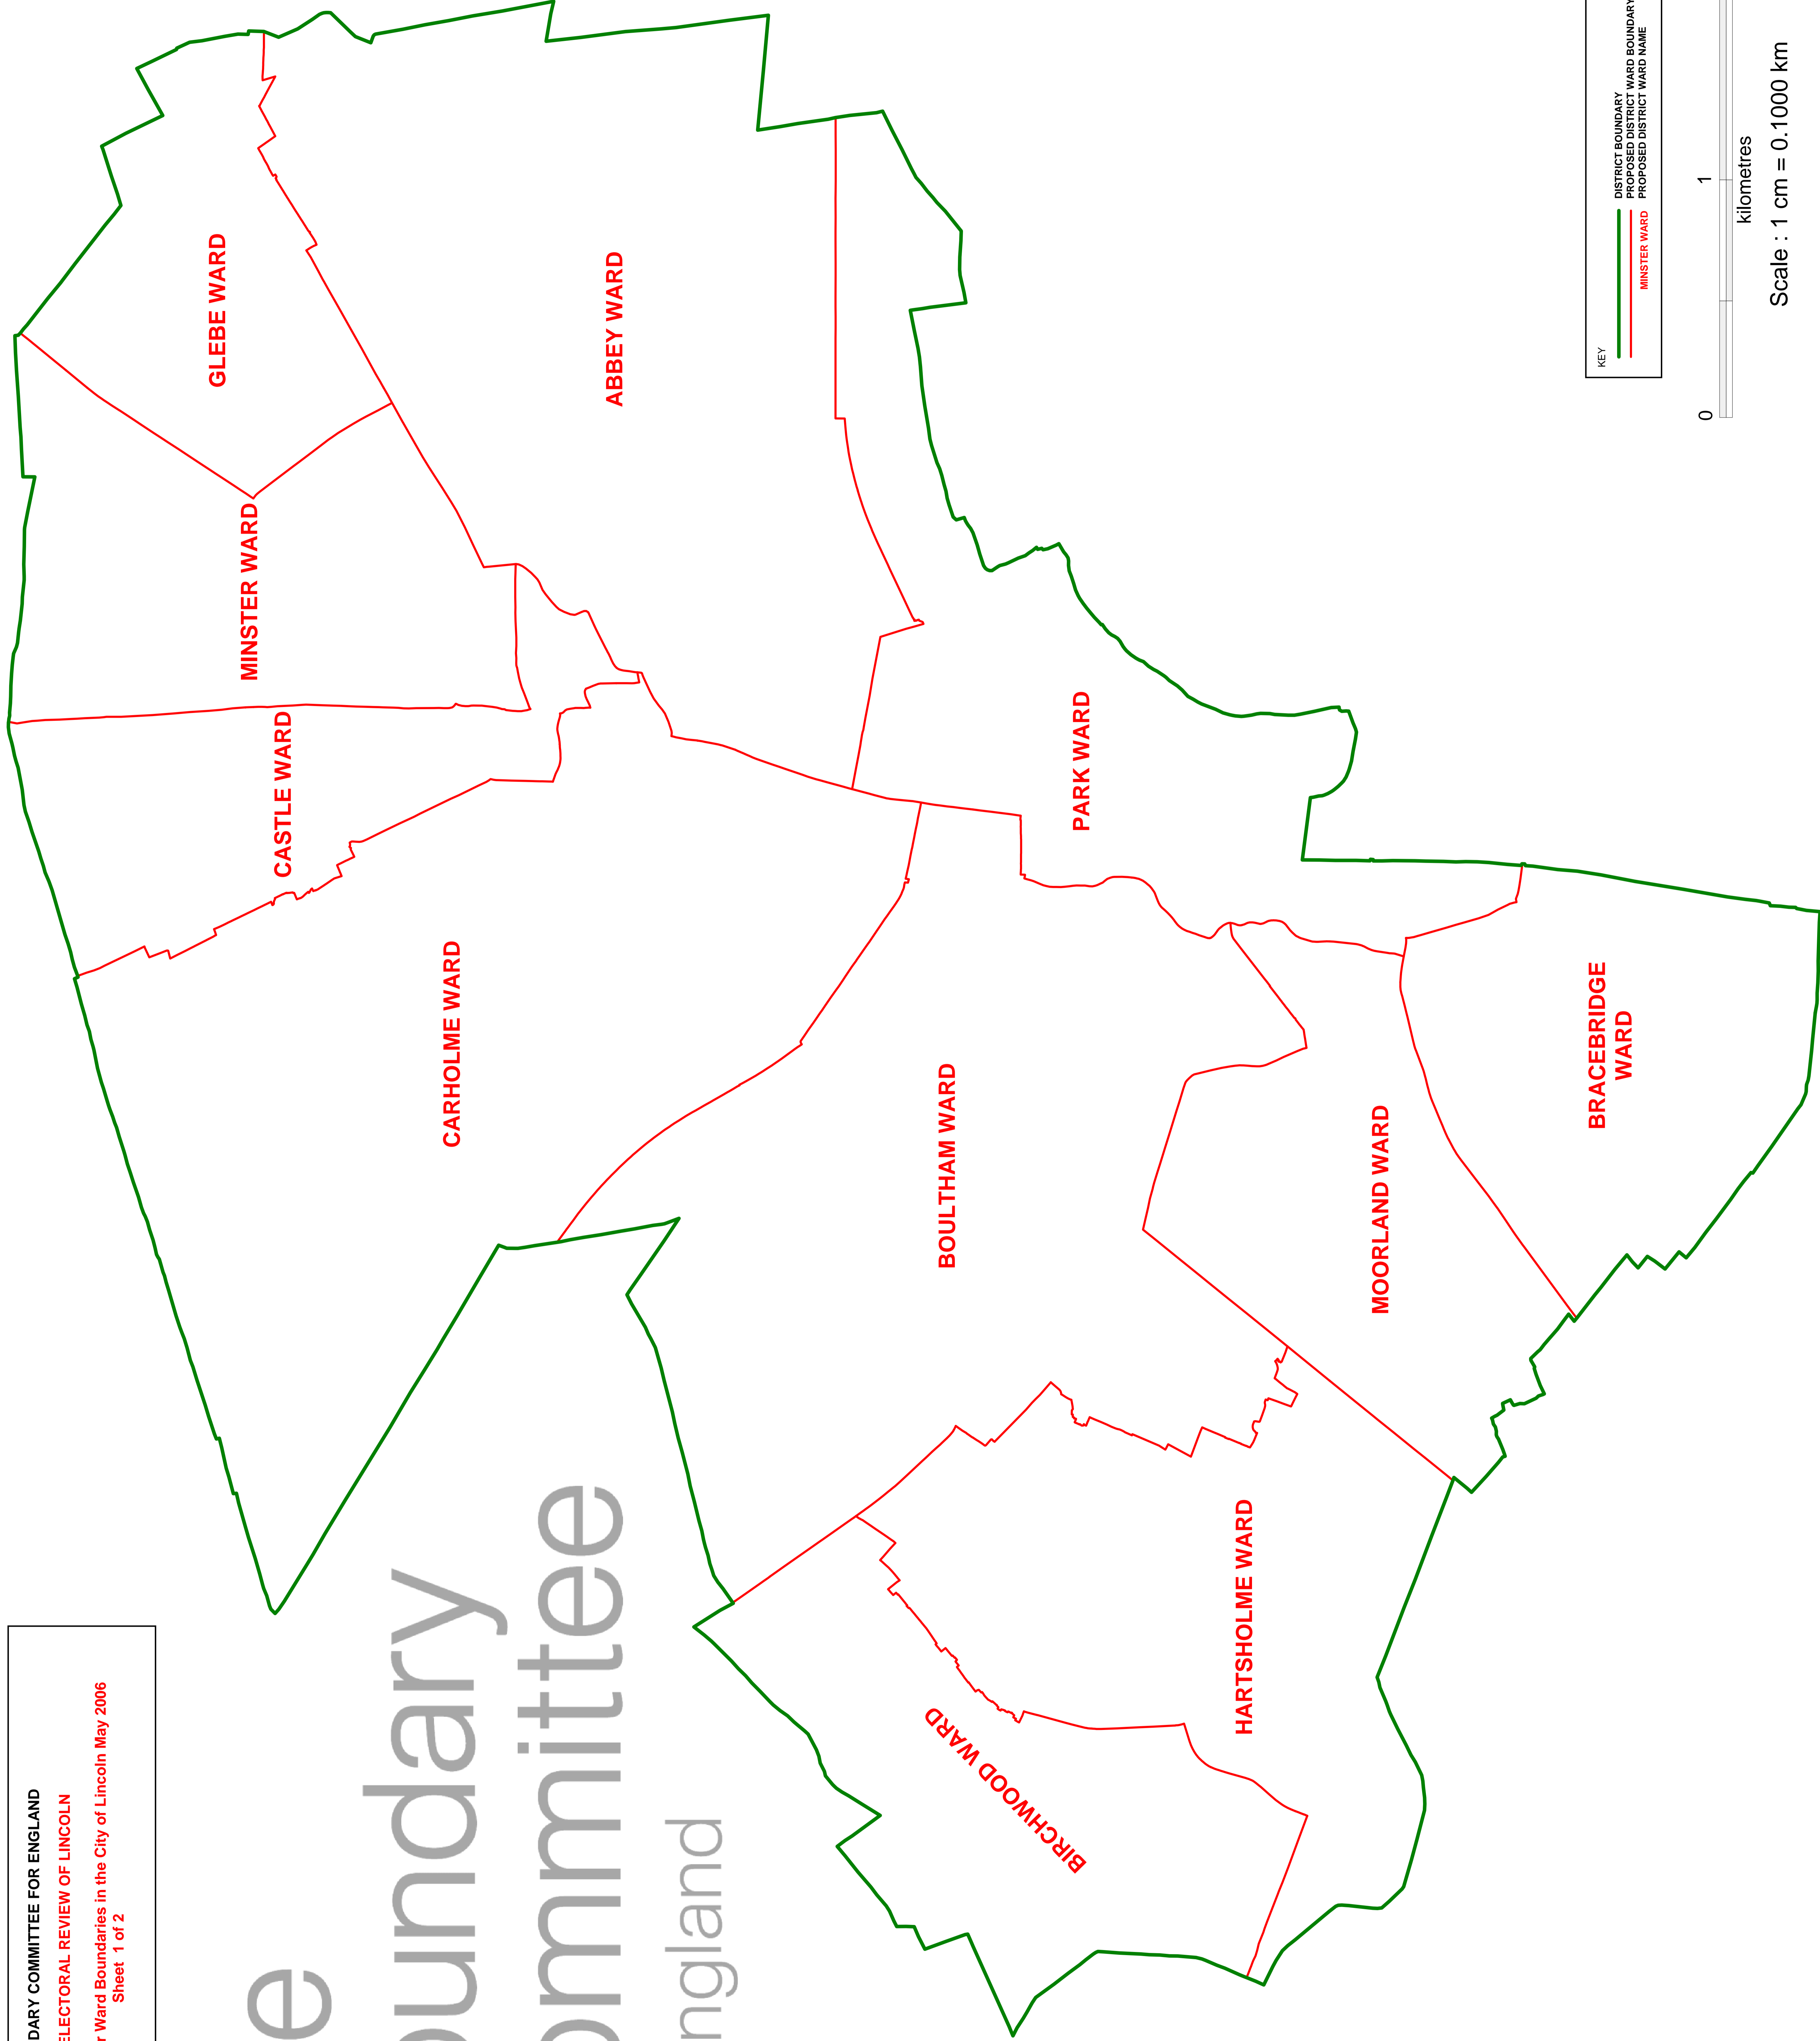 DARY COMMITTEE FOR ENGLAND
ELECTORAL REVIEW OF LINCOLN
r Ward Boundaries in the City of Lincoln May 2006
Sheet 1 of 2
e
undary
mmittee
ngland
GLEBE WARD
MINSTER WARD
ABBEY WARD
CASTLE WARD
CARHOLME WARD
PARK WARD
BOULTHAM WARD
MOORLAND WARD
BRACEBRIDGE
WARD
HARTSHOLME WARD
BIRCHWOOD WARD
KEY
DISTRICT BOUNDARY
PROPOSED DISTRICT WARD BOUNDARY
PROPOSED DISTRICT WARD NAME
MINSTER WARD
0
1
kilometres
Scale : 1 cm = 0.1000 km